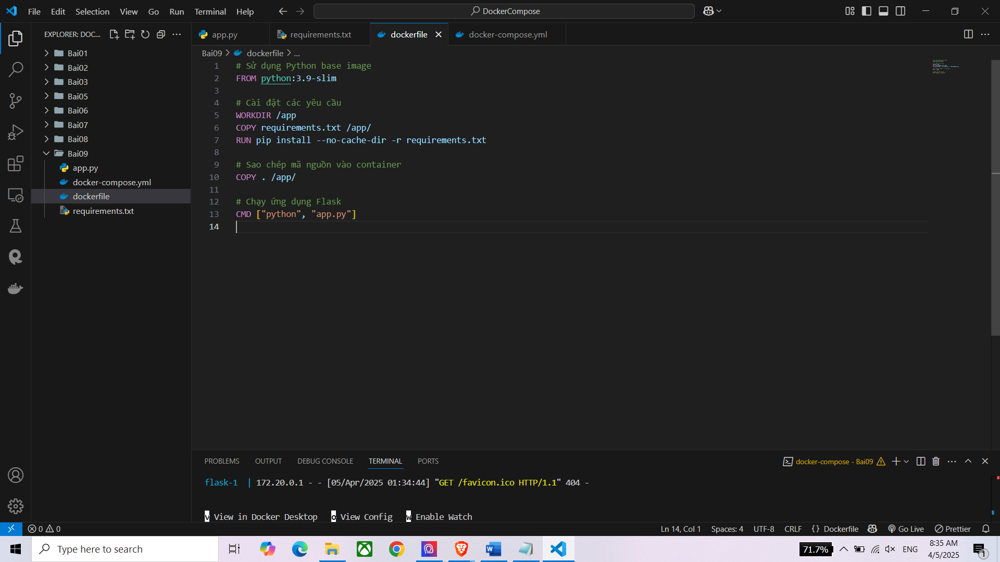 File Edit Selection View Go Run Terminal Help
DockerCompose
EXPLORER: DOC...
Bai01
Bai02
Bai03
Bai05
Bai06
Bai07
Bai08
Bai09
app.py
docker-compose.yml
dockerfile
requirements.txt
app.py
requirements.txt
dockerfile
docker-compose.yml
Bai09 > dockerfile > ...
1 # Sử dụng Python base image
2 FROM python:3.9-slim
3
4 # Cài đặt các yêu cầu
5 WORKDIR /app
6 COPY requirements.txt /app/
7 RUN pip install --no-cache-dir -r requirements.txt
8
9 # Sao chép mã nguồn vào container
10 COPY . /app/
11
12 # Chạy ứng dụng Flask
13 CMD ["python", "app.py"]
14
PROBLEMS OUTPUT DEBUG CONSOLE TERMINAL PORTS
docker-compose - Bai09
flask-1 | 172.20.0.1 - - [05/Apr/2025 01:34:44] "GET /favicon.ico HTTP/1.1" 404 -
v View in Docker Desktop o View Config w Enable Watch
0 0
Ln 14, Col 1 Spaces: 4 UTF-8 CRLF {} Dockerfile Go Live Prettier
Type here to search
71.7%
ENG
8:35 AM
4/5/2025
1